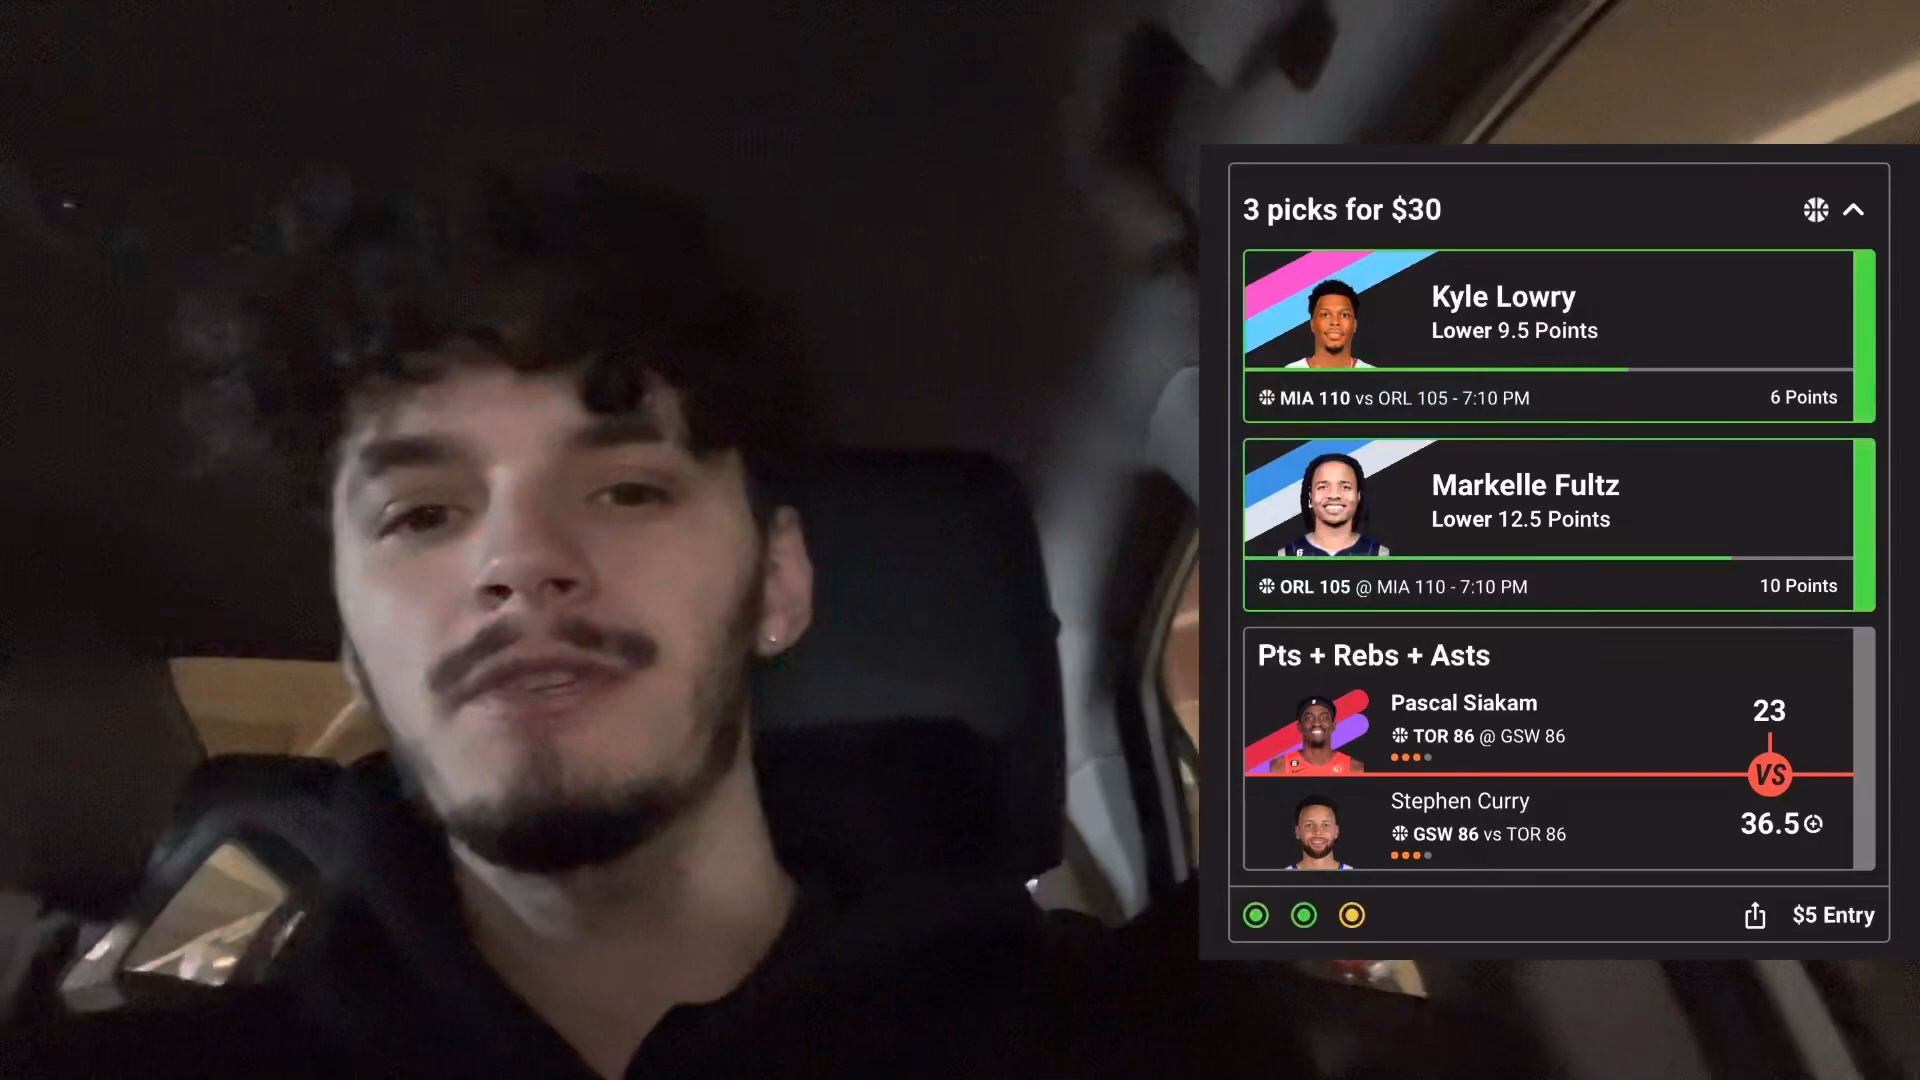 3 picks for $30
Kyle Lowry
Lower 9.5 Points
MIA 110 vs ORL 105 - 7:10 PM
6 Points
Markelle Fultz
Lower 12.5 Points
ORL 105 @ MIA 110 - 7:10 PM
10 Points
Pts + Rebs + Asts
Pascal Siakam
23
TOR 86 @ GSW 86
VS
Stephen Curry
36.5
GSW 86 vs TOR 86
$5 Entry